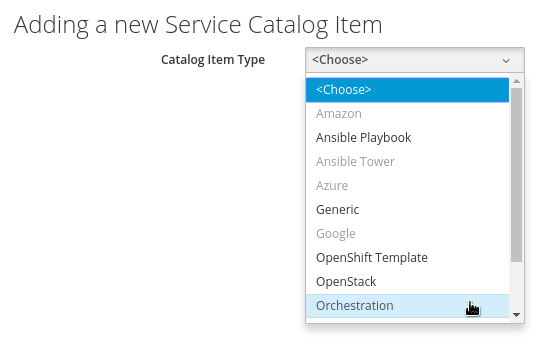 Adding a new Service Catalog Item
Catalog Item Type <Choose>
<Choose>
Amazon
Ansible Playbook
Ansible Tower
Azure
Generic
Google
OpenShift Template
OpenStack
Orchestration